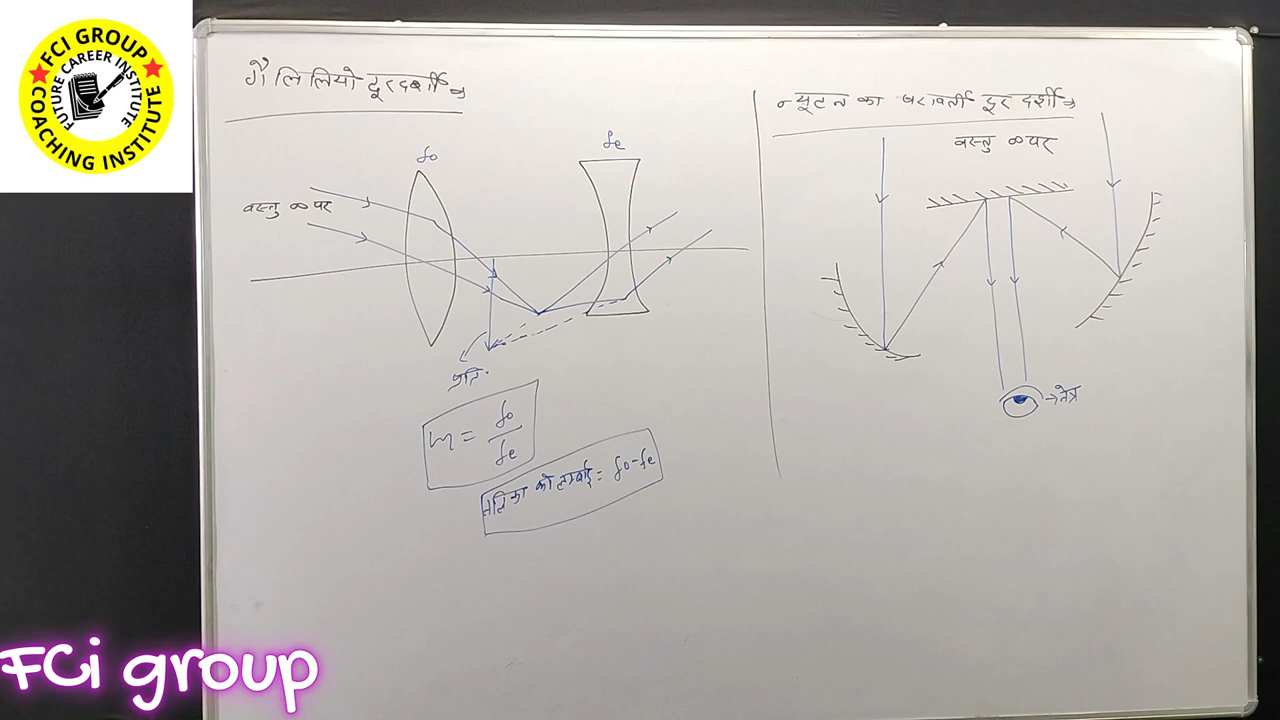 FCI GROUP
FUTURE CAREER INSTITUTE
COACHING INSTITUTE
गैलिलियो दूरदर्शी
fo
fe
वस्तु ∞ पर
प्रति.
m = fo/fe
नलिका की लम्बाई = fo-fe
न्यूटन का परावर्ती दूरदर्शी
वस्तु ∞ पर
→नेत्र
FCi group